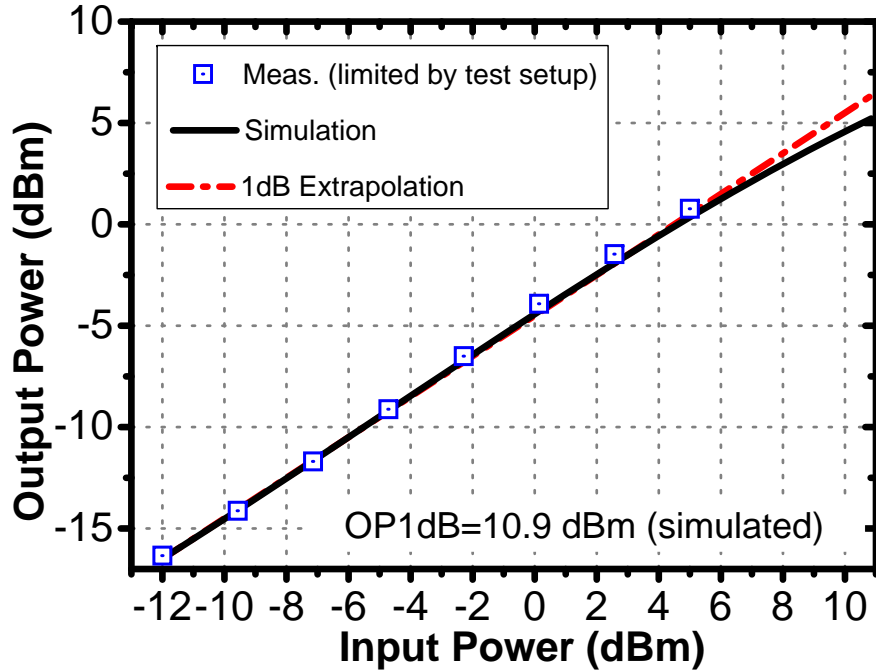 10
5
0
-5
-10
-15
Output Power (dBm)
Meas. (limited by test setup)
Simulation
1dB Extrapolation
OP1dB=10.9 dBm (simulated)
-12 -10 -8 -6 -4 -2 0 2 4 6 8 10
Input Power (dBm)